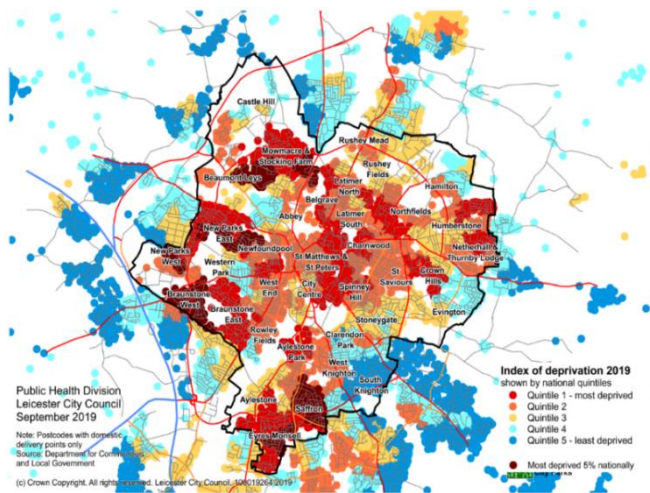 Castle Hill
Rushey Mead
Mowmacre &
Stocking Farm
Rushey
Fields
Beaumont Leys
Latimer
North
Hamilton
Belgrave
Abbey
Latimer
South
Northfields
Humberstone
New Parks
East
Newfoundpool
Charnwood
Netherhall &
Thurnby Lodge
New Parks
West
Western
Park
St Matthews &
St Peters
St
Saviours
Crown
Hills
West
End
City
Centre
Spinney
Hill
Braunstone
West
Braunstone
East
Evington
Rowley
Fields
Stoneygate
Clarendon
Park
Aylestone
Park
West
Knighton
South
Knighton
Aylestone
Saffron
Eyres Monsell
Public Health Division
Leicester City Council
September 2019
Note: Postcodes with domestic
delivery points only
Source: Department for Communities
and Local Government
(c) Crown Copyright. All rights reserved. Leicester City Council. 100019264 2019
Index of deprivation 2019
shown by national quintiles
Quintile 1 - most deprived
Quintile 2
Quintile 3
Quintile 4
Quintile 5 - least deprived
Most deprived 5% nationally